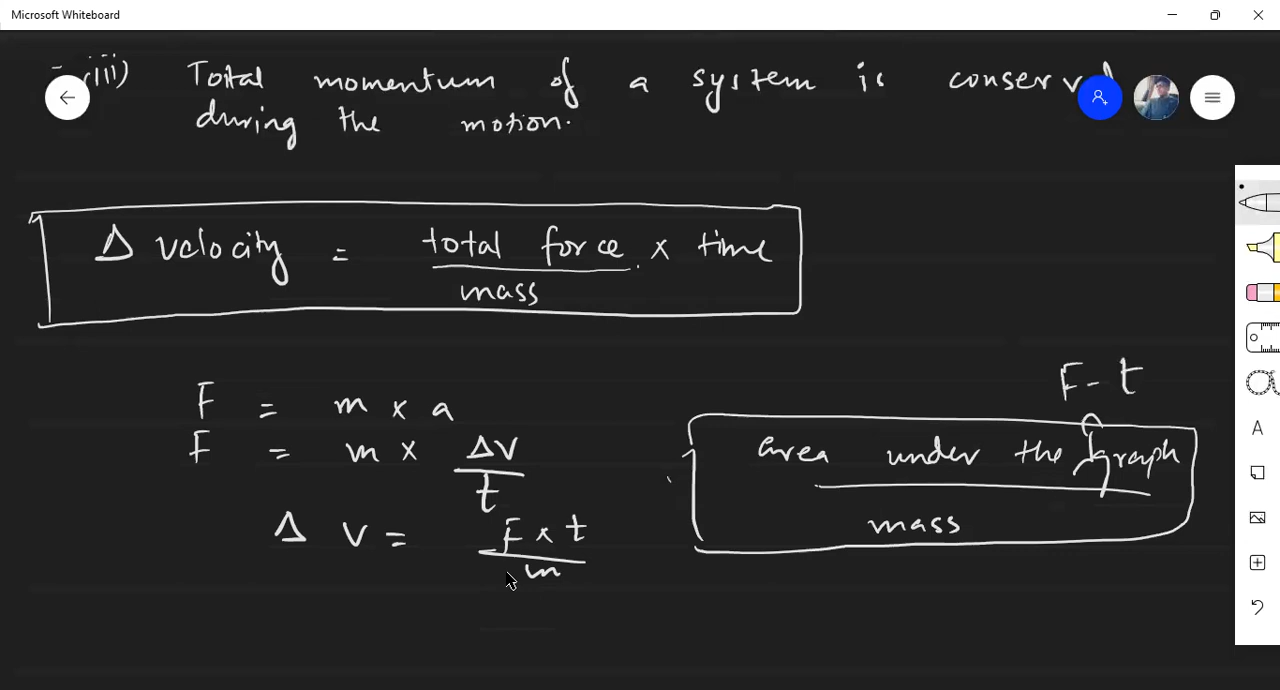 Microsoft Whiteboard
(iii) Total momentum of a system is conserved
during the motion.
Δ velocity = total force × time
mass
F - t
F = m × a
F = m × ΔV
t
area under the graph
mass
Δ V = F × t
m
A